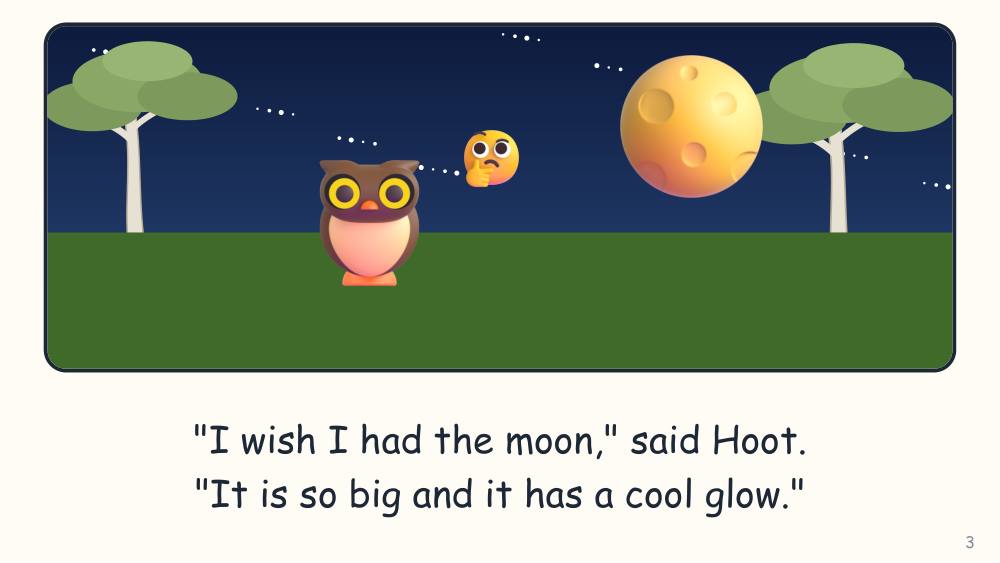 "I wish I had the moon," said Hoot.
"It is so big and it has a cool glow."
3